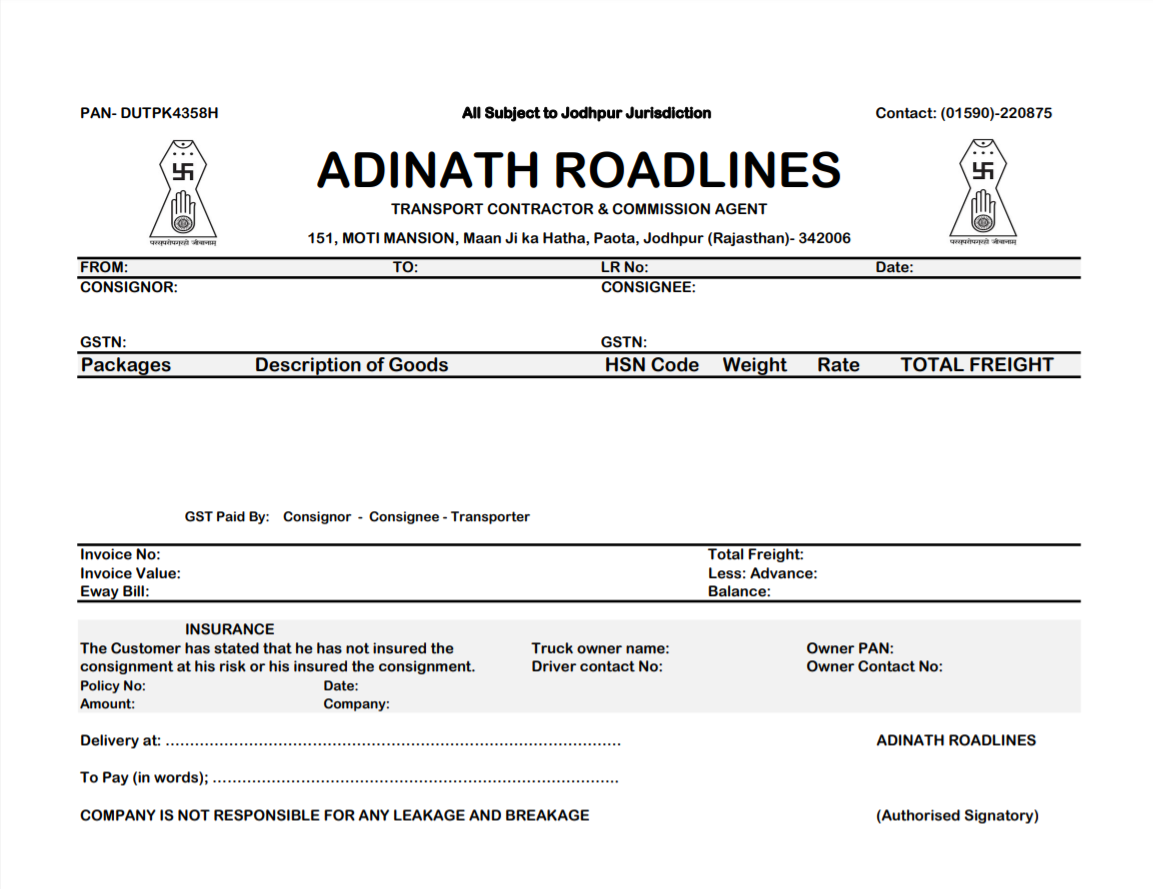 PAN- DUTPK4358H All Subject to Jodhpur Jurisdiction Contact: (01590)-220875
ADINATH ROADLINES
TRANSPORT CONTRACTOR & COMMISSION AGENT
151, MOTI MANSION, Maan Ji ka Hatha, Paota, Jodhpur (Rajasthan)- 342006
परस्परोपग्रहो जीवानाम् परस्परोपग्रहो जीवानाम्
FROM: TO: LR No: Date:
CONSIGNOR: CONSIGNEE:
GSTN: GSTN:
Packages Description of Goods HSN Code Weight Rate TOTAL FREIGHT
GST Paid By: Consignor - Consignee - Transporter
Invoice No: Total Freight:
Invoice Value: Less: Advance:
Eway Bill: Balance:
INSURANCE
The Customer has stated that he has not insured the Truck owner name: Owner PAN:
consignment at his risk or his insured the consignment. Driver contact No: Owner Contact No:
Policy No: Date:
Amount: Company:
Delivery at: ………………………………………………………………………………… ADINATH ROADLINES
To Pay (in words); ………………………………………………………………………
COMPANY IS NOT RESPONSIBLE FOR ANY LEAKAGE AND BREAKAGE (Authorised Signatory)